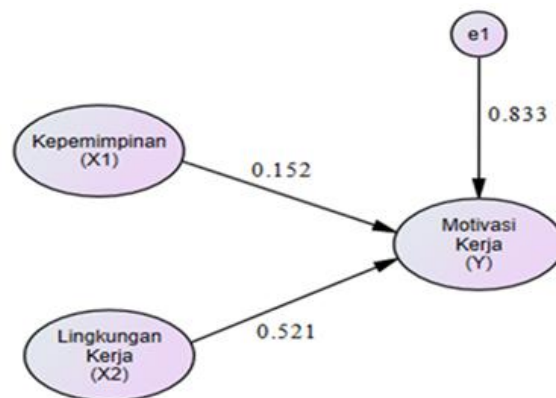 e1
0.833
Kepemimpinan
(X1)
0.152
Motivasi
Kerja
(Y)
0.521
Lingkungan
Kerja
(X2)